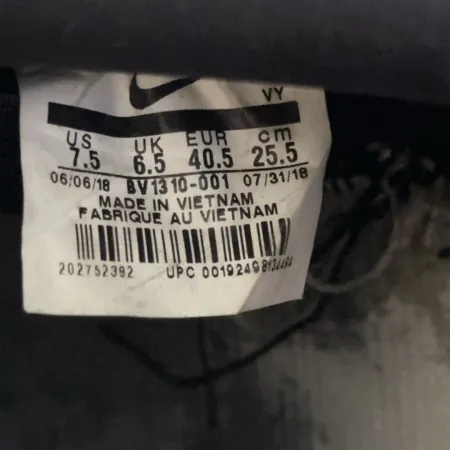 VY
US UK EUR cm
7.5 6.5 40.5 25.5
06/06/18 BV1310-001 07/31/18
MADE IN VIETNAM
FABRIQUE AU VIETNAM
202752392 UPC